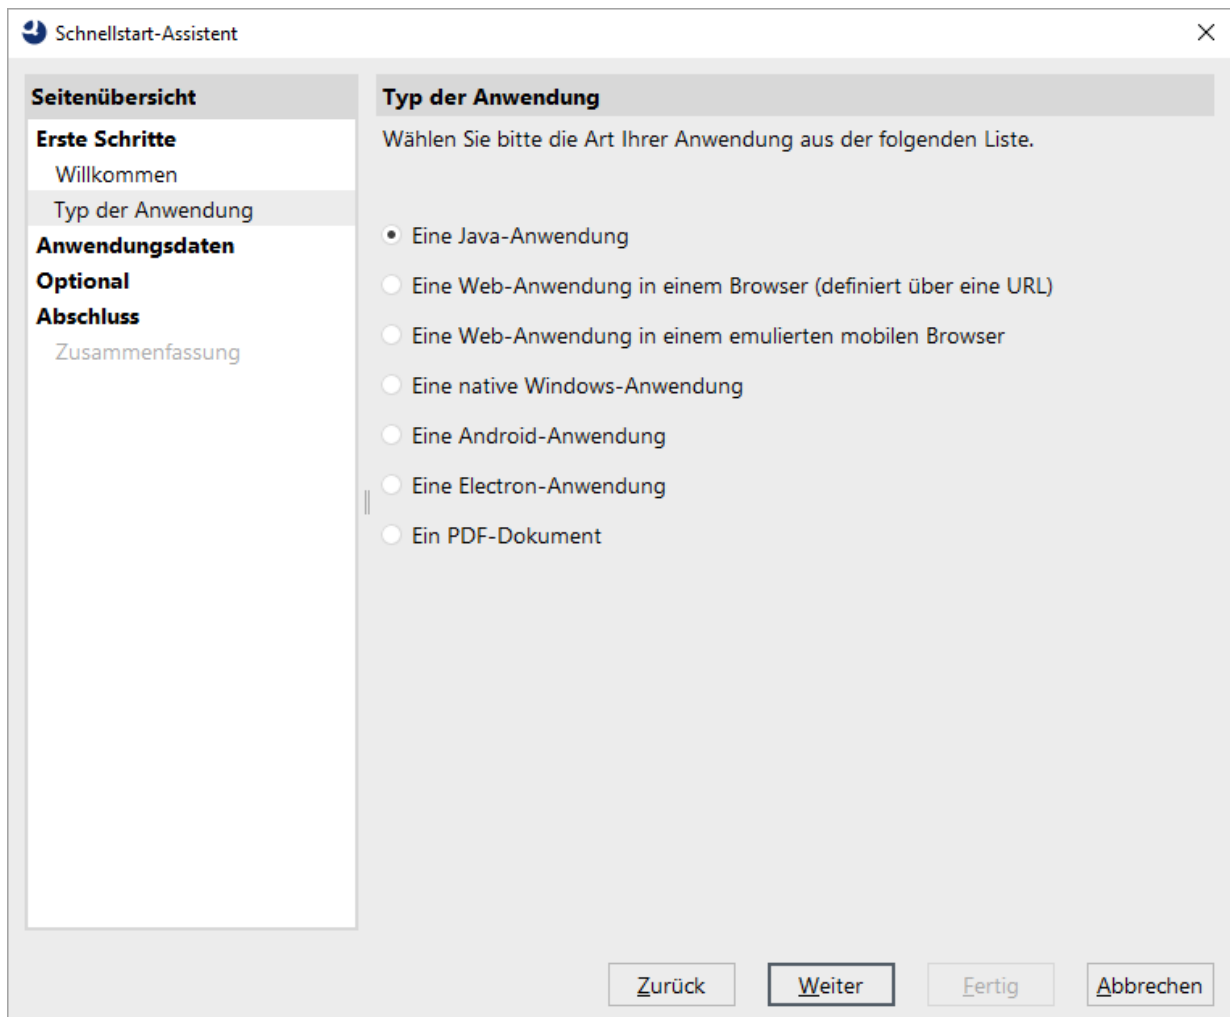 Schnellstart-Assistent
Seitenübersicht
Erste Schritte
Willkommen
Typ der Anwendung
Anwendungsdaten
Optional
Abschluss
Zusammenfassung
Typ der Anwendung
Wählen Sie bitte die Art Ihrer Anwendung aus der folgenden Liste.
Eine Java-Anwendung
Eine Web-Anwendung in einem Browser (definiert über eine URL)
Eine Web-Anwendung in einem emulierten mobilen Browser
Eine native Windows-Anwendung
Eine Android-Anwendung
Eine Electron-Anwendung
Ein PDF-Dokument
Zurück Weiter Fertig Abbrechen